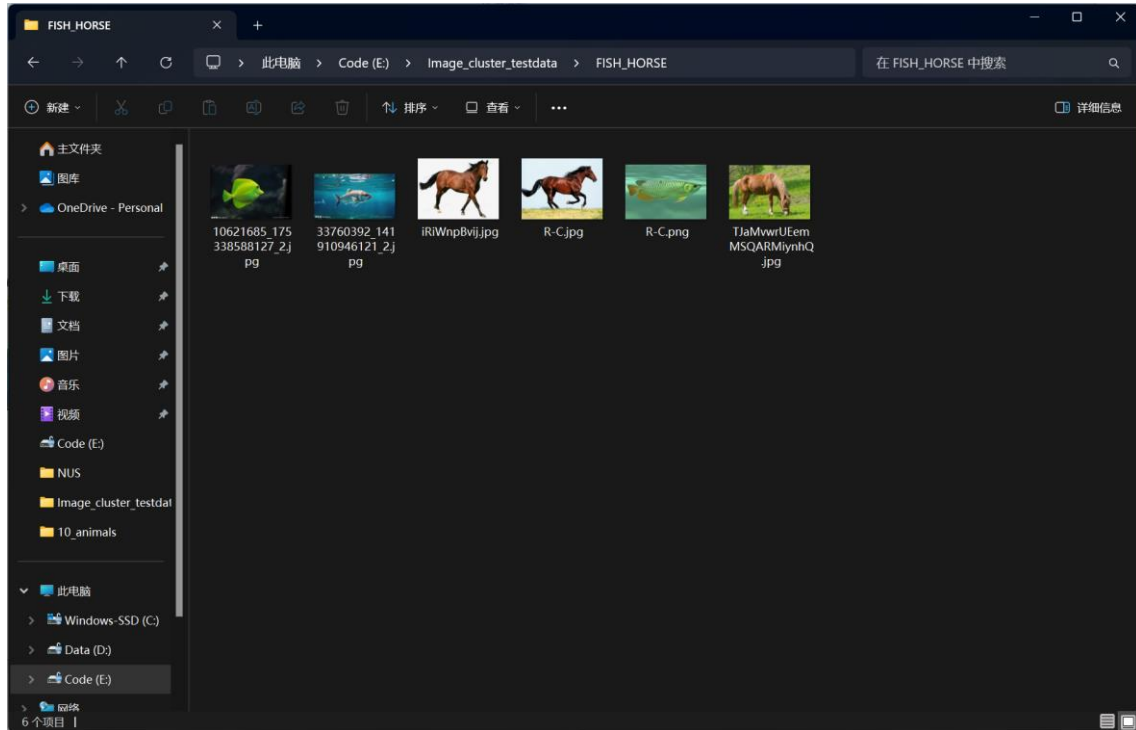 FISH_HORSE
此电脑 > Code (E:) > Image_cluster_testdata > FISH_HORSE
在 FISH_HORSE 中搜索
新建
排序
查看
详细信息
主文件夹
图库
OneDrive - Personal
桌面
下载
文档
图片
音乐
视频
Code (E:)
NUS
Image_cluster_testdat
10_animals
此电脑
Windows-SSD (C:)
Data (D:)
Code (E:)
网络
10621685_175
338588127_2.j
pg
33760392_141
910946121_2.j
pg
iRiWnpBvij.jpg
R-C.jpg
R-C.png
TJaMvwrUEem
MSQARMiynhQ
.jpg
6 个项目